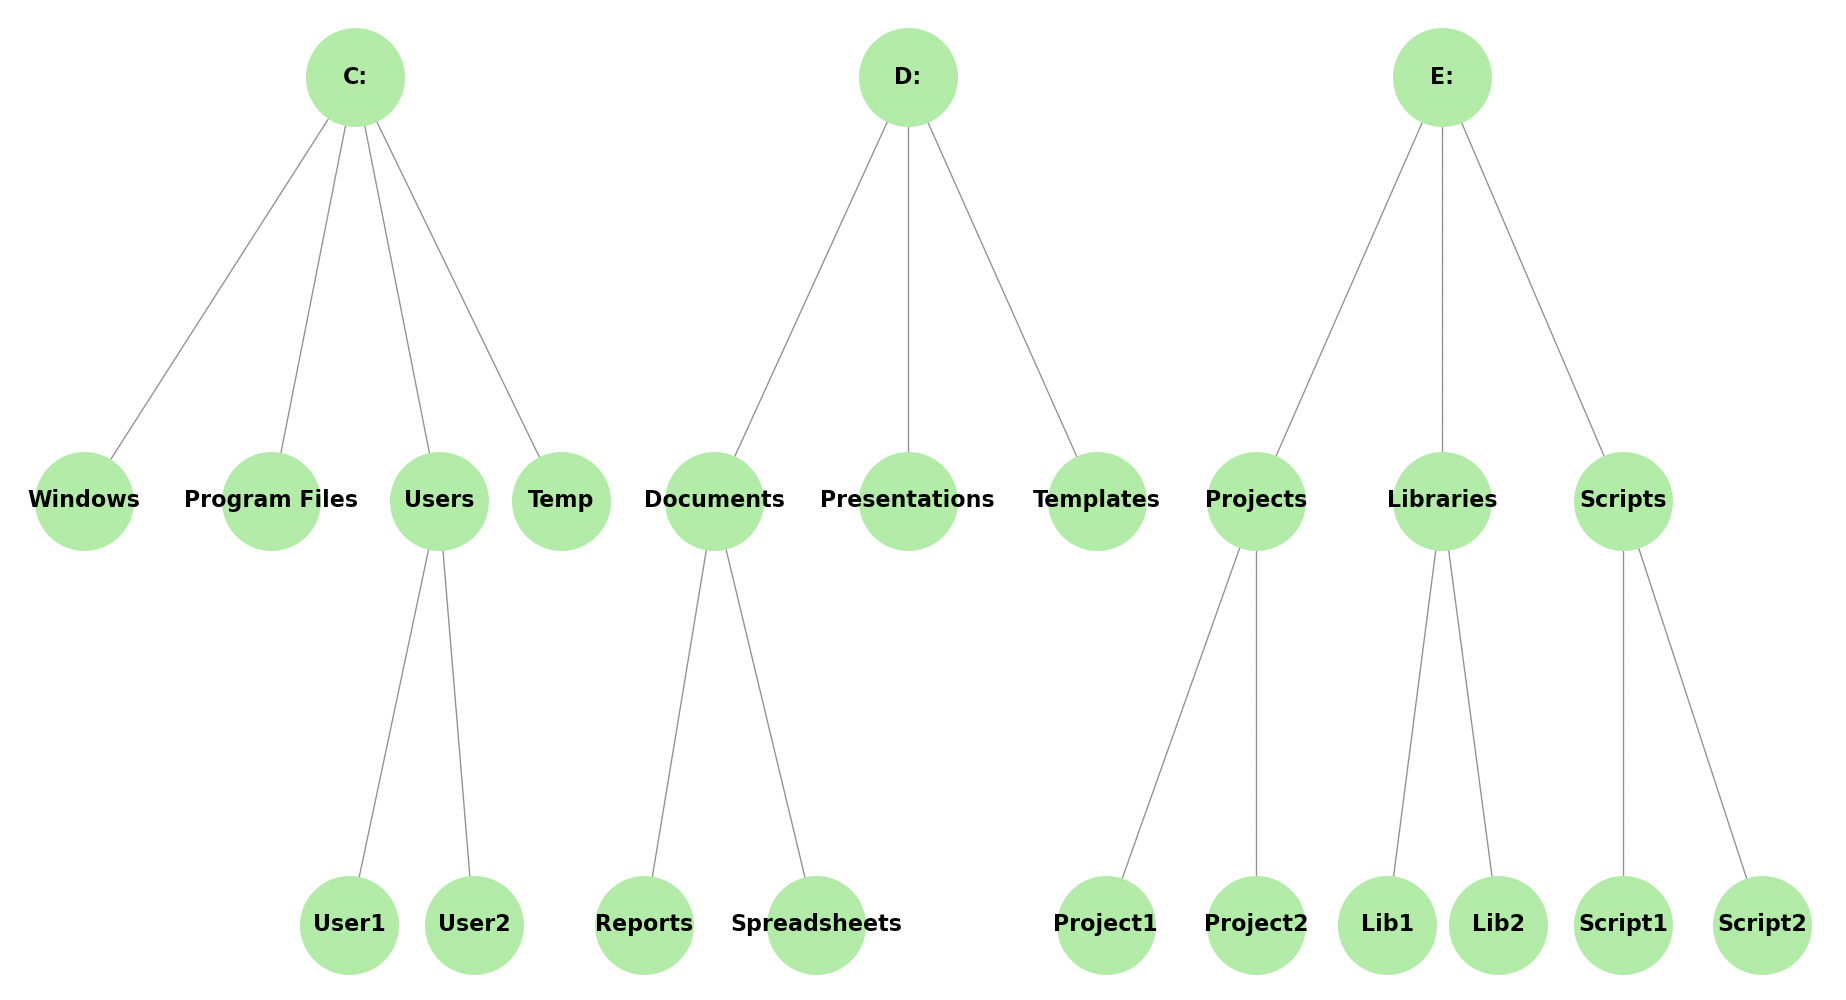 C:
D:
E:
Windows
Program Files
Users
Temp
Documents
Presentations
Templates
Projects
Libraries
Scripts
User1
User2
Reports
Spreadsheets
Project1
Project2
Lib1
Lib2
Script1
Script2